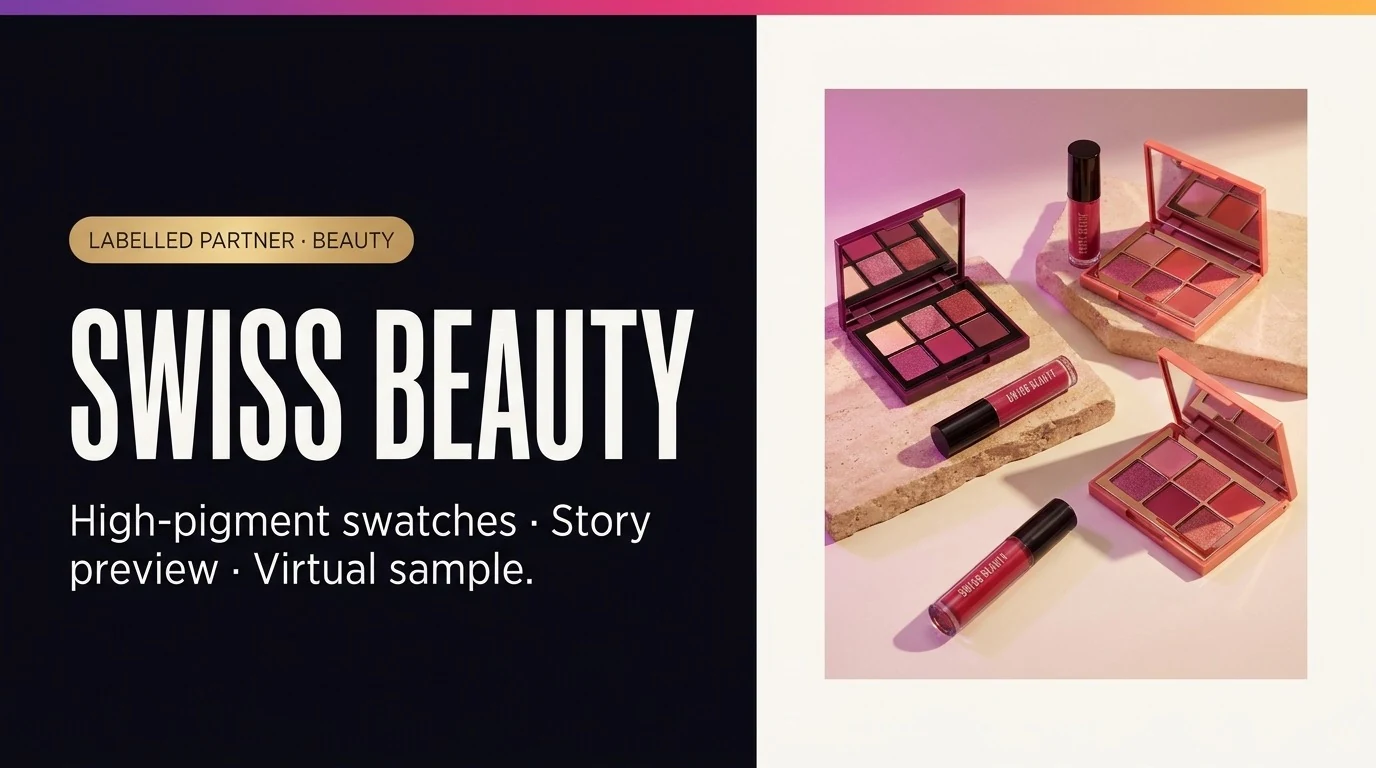 LABELLED PARTNER · BEAUTY
SWISS BEAUTY
High-pigment swatches · Story
preview · Virtual sample.